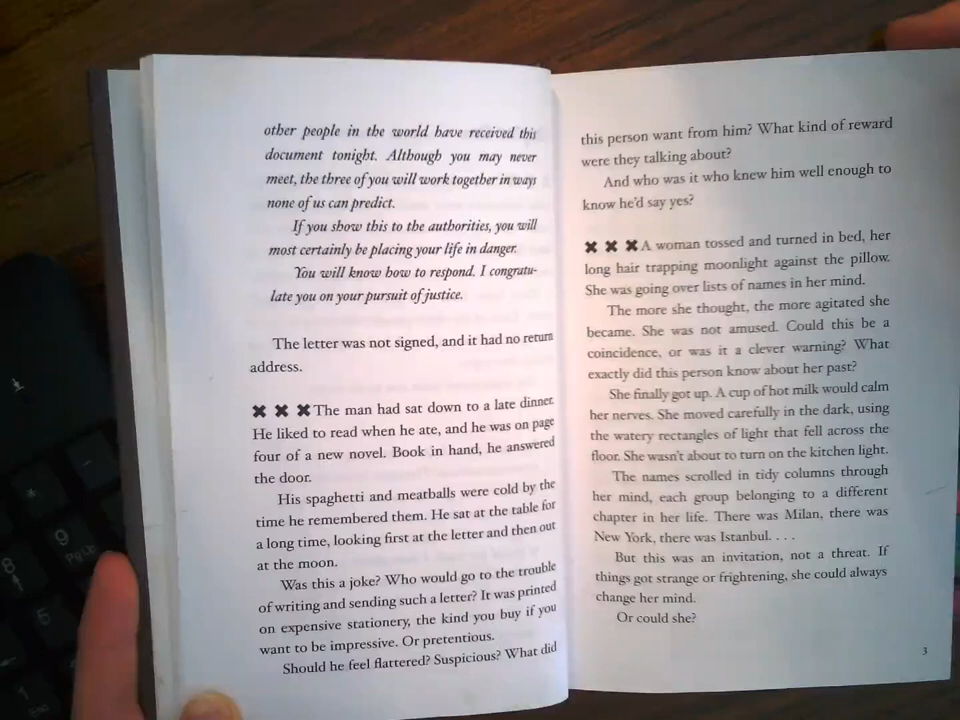 other people in the world have received this
document tonight. Although you may never
meet, the three of you will work together in ways
none of us can predict.
If you show this to the authorities, you will
most certainly be placing your life in danger.
You will know how to respond. I congratu-
late you on your pursuit of justice.
The letter was not signed, and it had no return
address.
✖ ✖ ✖ The man had sat down to a late dinner.
He liked to read when he ate, and he was on page
four of a new novel. Book in hand, he answered
the door.
His spaghetti and meatballs were cold by the
time he remembered them. He sat at the table for
a long time, looking first at the letter and then out
at the moon.
Was this a joke? Who would go to the trouble
of writing and sending such a letter? It was printed
on expensive stationery, the kind you buy if you
want to be impressive. Or pretentious.
Should he feel flattered? Suspicious? What did
this person want from him? What kind of reward
were they talking about?
And who was it who knew him well enough to
know he'd say yes?
✖ ✖ ✖ A woman tossed and turned in bed, her
long hair trapping moonlight against the pillow.
She was going over lists of names in her mind.
The more she thought, the more agitated she
became. She was not amused. Could this be a
coincidence, or was it a clever warning? What
exactly did this person know about her past?
She finally got up. A cup of hot milk would calm
her nerves. She moved carefully in the dark, using
the watery rectangles of light that fell across the
floor. She wasn't about to turn on the kitchen light.
The names scrolled in tidy columns through
her mind, each group belonging to a different
chapter in her life. There was Milan, there was
New York, there was Istanbul. . . .
But this was an invitation, not a threat. If
things got strange or frightening, she could always
change her mind.
Or could she?
3
*
9
PgUp
8
5
1
End